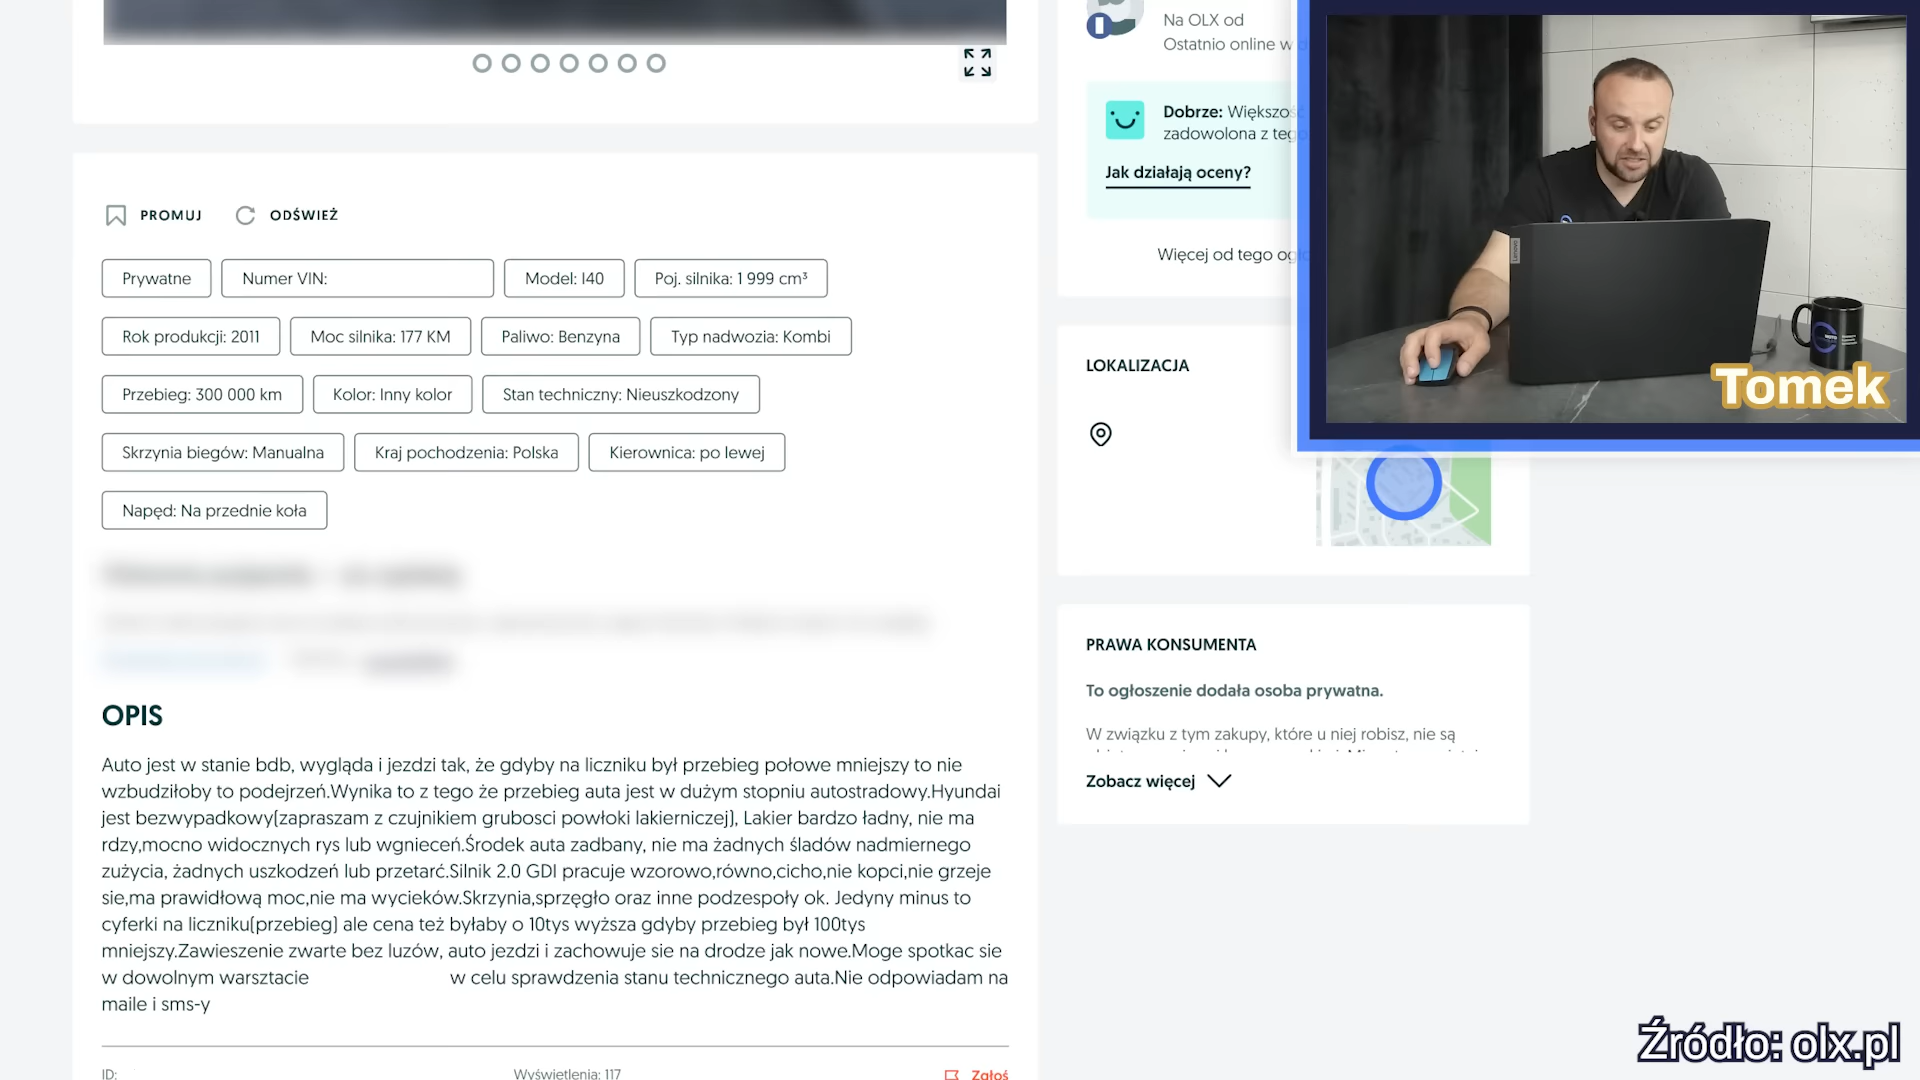 PROMUJ
ODŚWIEŻ
Prywatne
Numer VIN:
Model: I40
Poj. silnika: 1 999 cm³
Rok produkcji: 2011
Moc silnika: 177 KM
Paliwo: Benzyna
Typ nadwozia: Kombi
Przebieg: 300 000 km
Kolor: Inny kolor
Stan techniczny: Nieuszkodzony
Skrzynia biegów: Manualna
Kraj pochodzenia: Polska
Kierownica: po lewej
Napęd: Na przednie koła
OPIS
Auto jest w stanie bdb, wygląda i jezdzi tak, że gdyby na liczniku był przebieg połowe mniejszy to nie
wzbudziłoby to podejrzeń.Wynika to z tego że przebieg auta jest w dużym stopniu autostradowy.Hyundai
jest bezwypadkowy(zapraszam z czujnikiem grubosci powłoki lakierniczej), Lakier bardzo ładny, nie ma
rdzy,mocno widocznych rys lub wgnieceń.Środek auta zadbany, nie ma żadnych śladów nadmiernego
zużycia, żadnych uszkodzeń lub przetarć.Silnik 2.0 GDI pracuje wzorowo,równo,cicho,nie kopci,nie grzeje
sie,ma prawidłową moc,nie ma wycieków.Skrzynia,sprzęgło oraz inne podzespoły ok. Jedyny minus to
cyferki na liczniku(przebieg) ale cena też byłaby o 10tys wyższa gdyby przebieg był 100tys
mniejszy.Zawieszenie zwarte bez luzów, auto jezdzi i zachowuje sie na drodze jak nowe.Moge spotkac sie
w dowolnym warsztacie w celu sprawdzenia stanu technicznego auta.Nie odpowiadam na
maile i sms-y
ID:
Wyświetlenia: 117
Zgłoś
Na OLX od
Ostatnio online w
Dobrze: Większość
zadowolona z tego
Jak działają oceny?
Więcej od tego
LOKALIZACJA
PRAWA KONSUMENTA
To ogłoszenie dodała osoba prywatna.
W związku z tym zakupy, które u niej robisz, nie są
Zobacz więcej
Tomek
Źródło: olx.pl